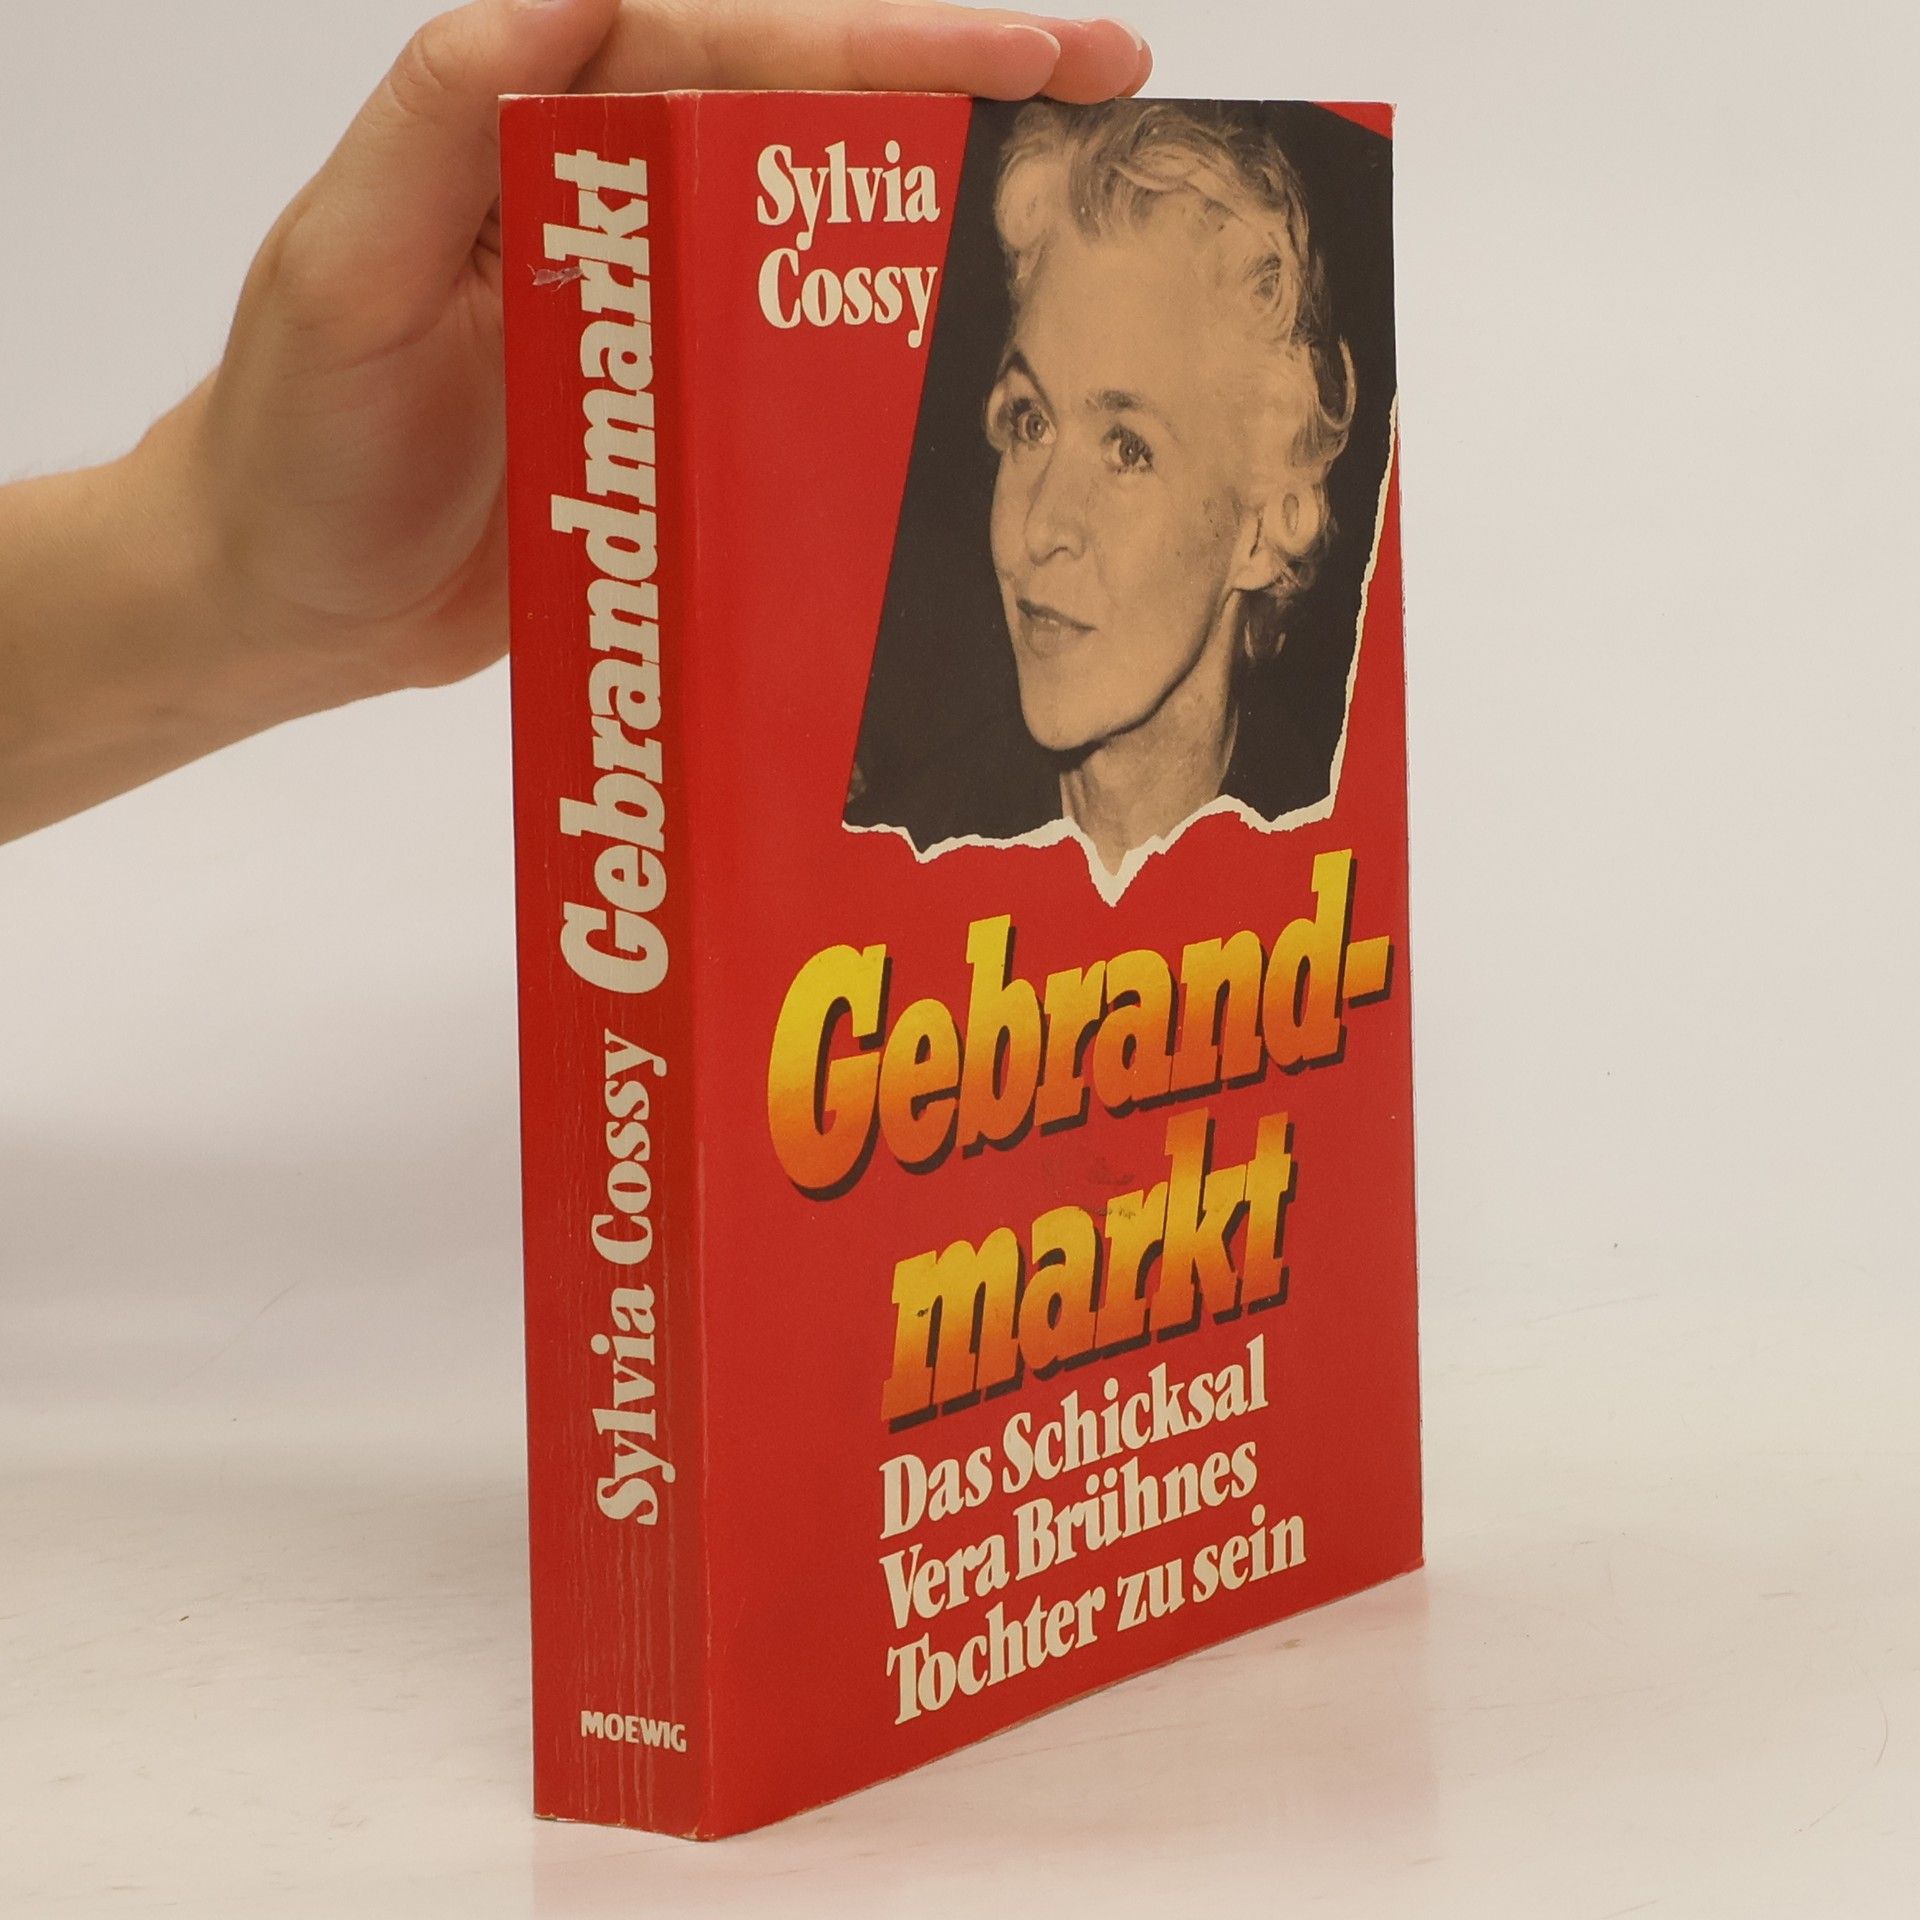 Sylvia Cossy Gebrandmarkt
MOEWIG
Sylvia
Cossy
Gebrand-
markt
Das Schicksal
Vera Brühnes
Tochter zu sein